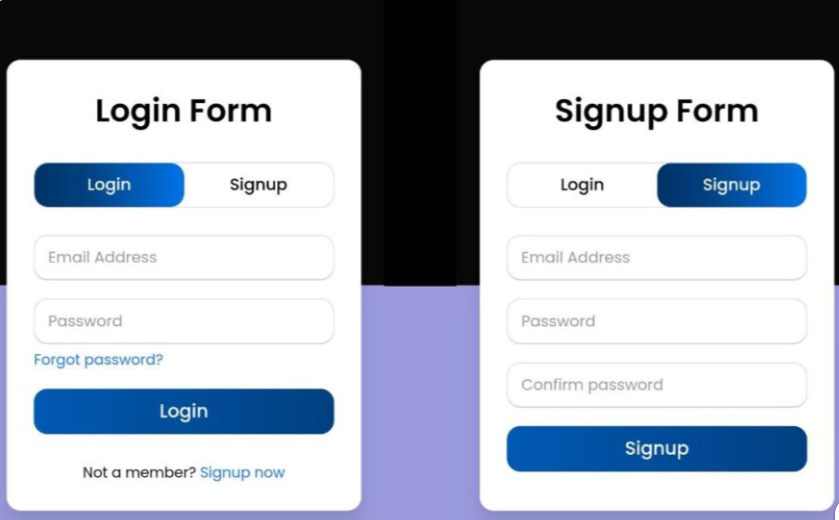 Login Form
Login Signup
Email Address
Password
Forgot password?
Login
Not a member? Signup now
Signup Form
Login Signup
Email Address
Password
Confirm password
Signup